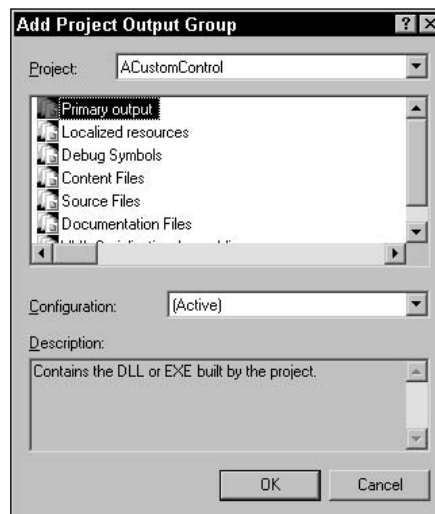 Add Project Output Group
Project:
ACustomControl
Primary output
Localized resources
Debug Symbols
Content Files
Source Files
Documentation Files
Configuration:
(Active)
Description:
Contains the DLL or EXE built by the project.
OK
Cancel